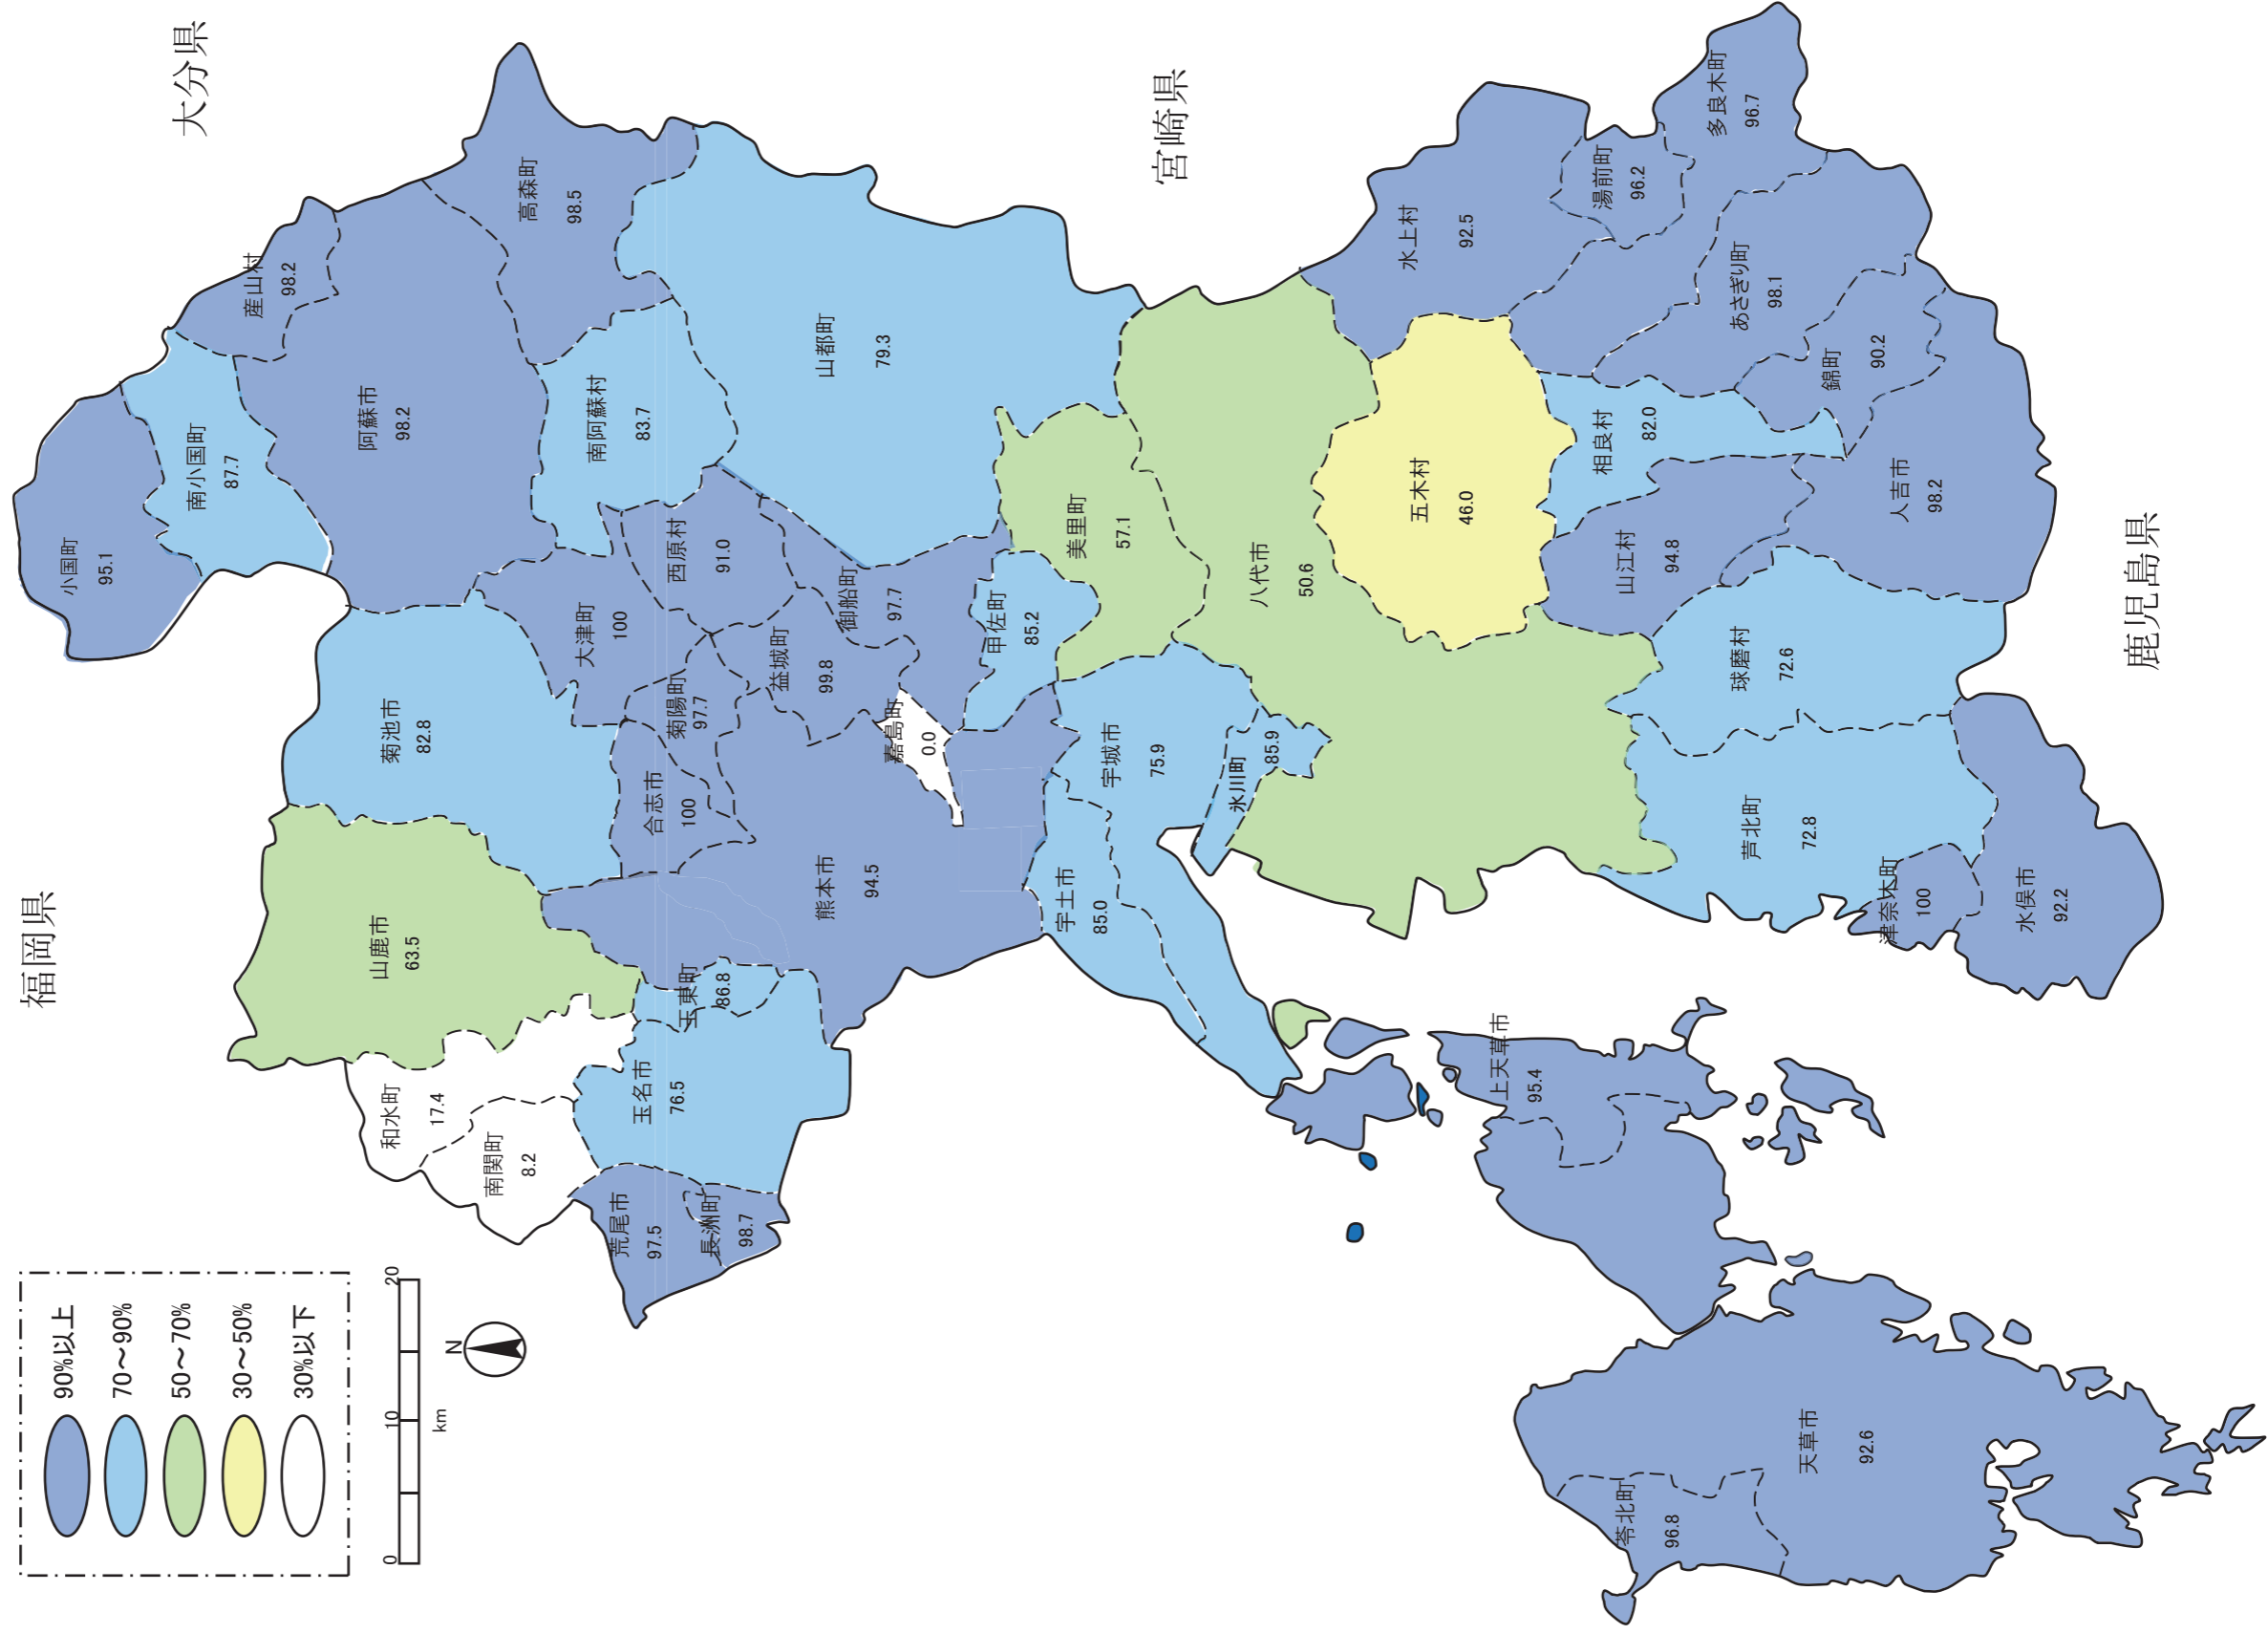 90%以上
70～90%
50～70%
30～50%
30%以下
0
10
20
km
N
福岡県
大分県
宮崎県
鹿児島県
小国町
95.1
南小国町
87.7
産山村
98.2
阿蘇市
98.2
高森町
98.5
南阿蘇村
83.7
山都町
79.3
西原村
91.0
大津町
100
菊陽町
97.7
益城町
99.8
御船町
97.7
嘉島町
0.0
甲佐町
85.2
美里町
57.1
菊池市
82.8
合志市
100
山鹿市
63.5
熊本市
94.5
玉東町
86.8
和水町
17.4
南関町
8.2
玉名市
76.5
荒尾市
97.5
長洲町
98.7
宇土市
85.0
宇城市
75.9
氷川町
85.9
八代市
50.6
五木村
46.0
水上村
92.5
湯前町
96.2
多良木町
96.7
あさぎり町
98.1
錦町
90.2
相良村
82.0
山江村
94.8
人吉市
98.2
球磨村
72.6
芦北町
72.8
津奈木町
100
水俣市
92.2
上天草市
95.4
天草市
92.6
苓北町
96.8